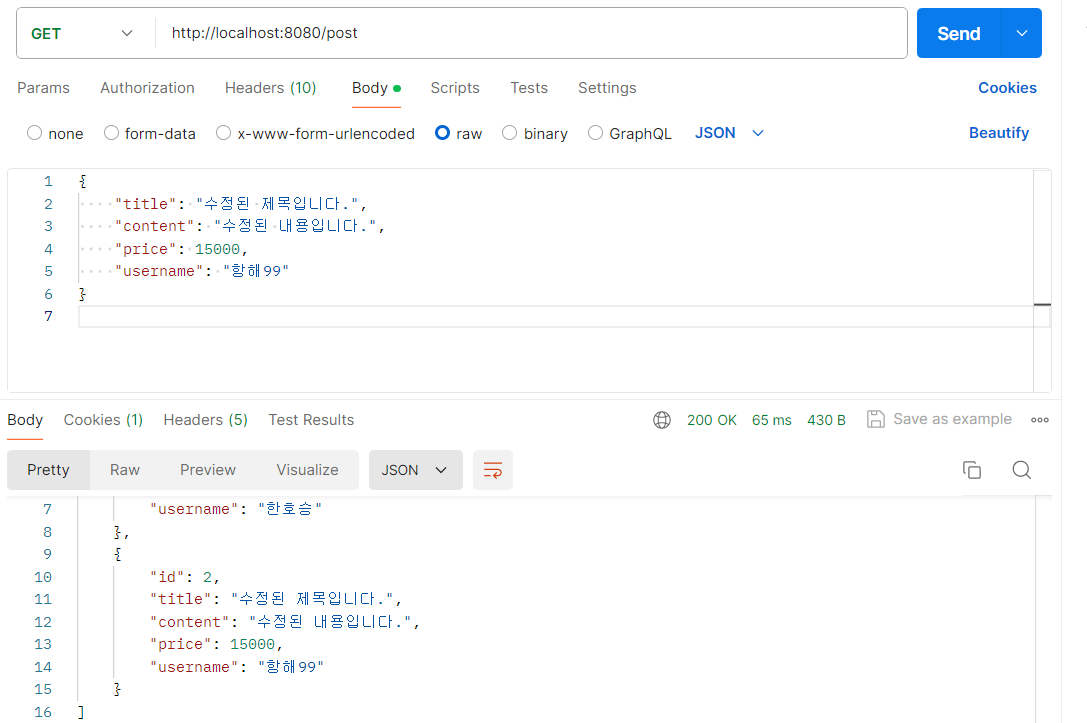 GET http://localhost:8080/post Send
Params Authorization Headers (10) Body Scripts Tests Settings Cookies
none form-data x-www-form-urlencoded raw binary GraphQL JSON Beautify
1 {
2 ····"title":·"수정된·제목입니다.",
3 ····"content":·"수정된·내용입니다.",
4 ····"price":·15000,
5 ····"username":·"항해99"
6 }
7
Body Cookies (1) Headers (5) Test Results 200 OK 65 ms 430 B Save as example
Pretty Raw Preview Visualize JSON
7 "username": "한호승"
8 },
9 {
10 "id": 2,
11 "title": "수정된 제목입니다.",
12 "content": "수정된 내용입니다.",
13 "price": 15000,
14 "username": "항해99"
15 }
16 ]